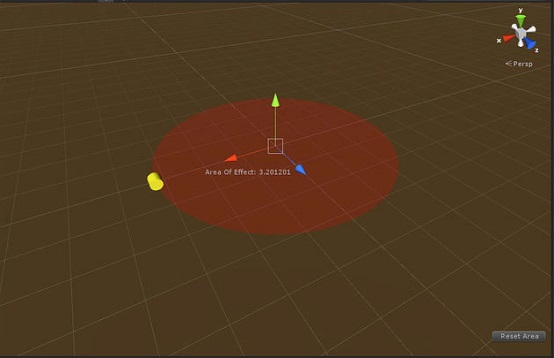 y
x
z
Persp
Area Of Effect: 3.201201
Reset Area